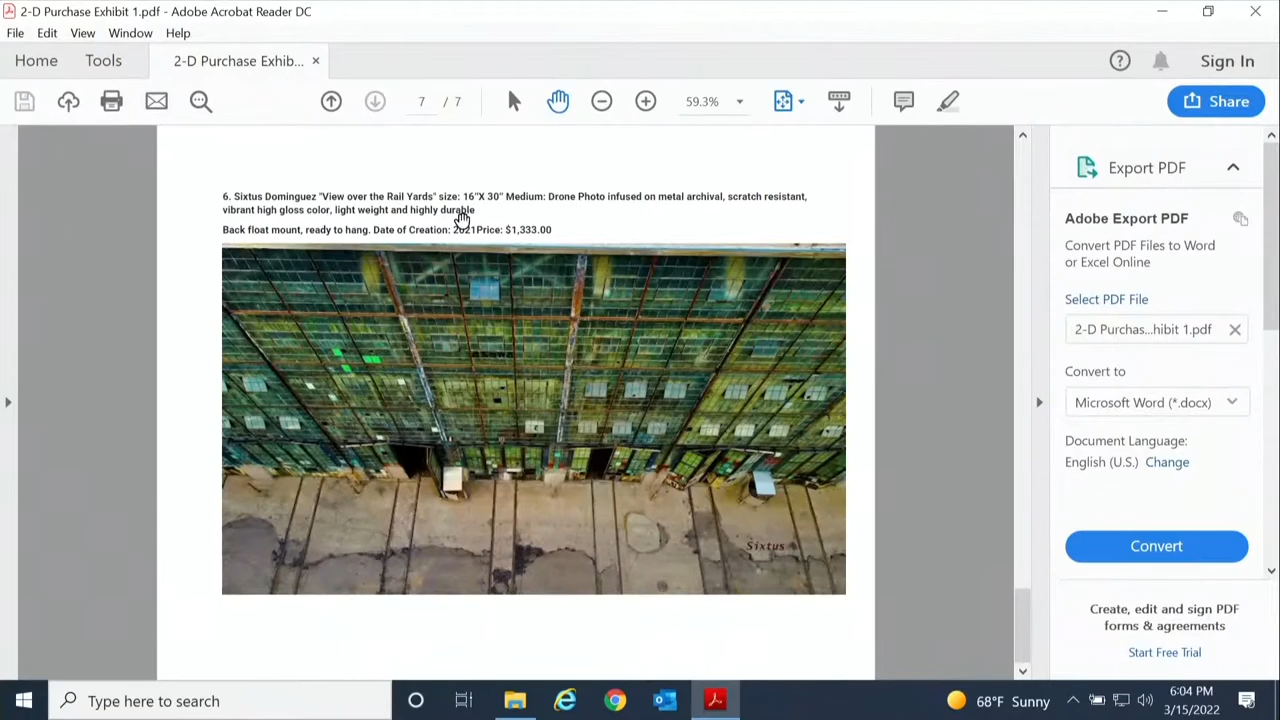 2-D Purchase Exhibit 1.pdf - Adobe Acrobat Reader DC
File Edit View Window Help
Home Tools 2-D Purchase Exhib... × Sign In
7 / 7 59.3% Share
6. Sixtus Dominguez "View over the Rail Yards" size: 16"X 30" Medium: Drone Photo infused on metal archival, scratch resistant,
vibrant high gloss color, light weight and highly durable
Back float mount, ready to hang. Date of Creation: 2021Price: $1,333.00
Sixtus
Export PDF
Adobe Export PDF
Convert PDF Files to Word
or Excel Online
Select PDF File
2-D Purchas...hibit 1.pdf
Convert to
Microsoft Word (*.docx)
Document Language:
English (U.S.) Change
Convert
Create, edit and sign PDF
forms & agreements
Start Free Trial
Type here to search
68°F Sunny
6:04 PM
3/15/2022